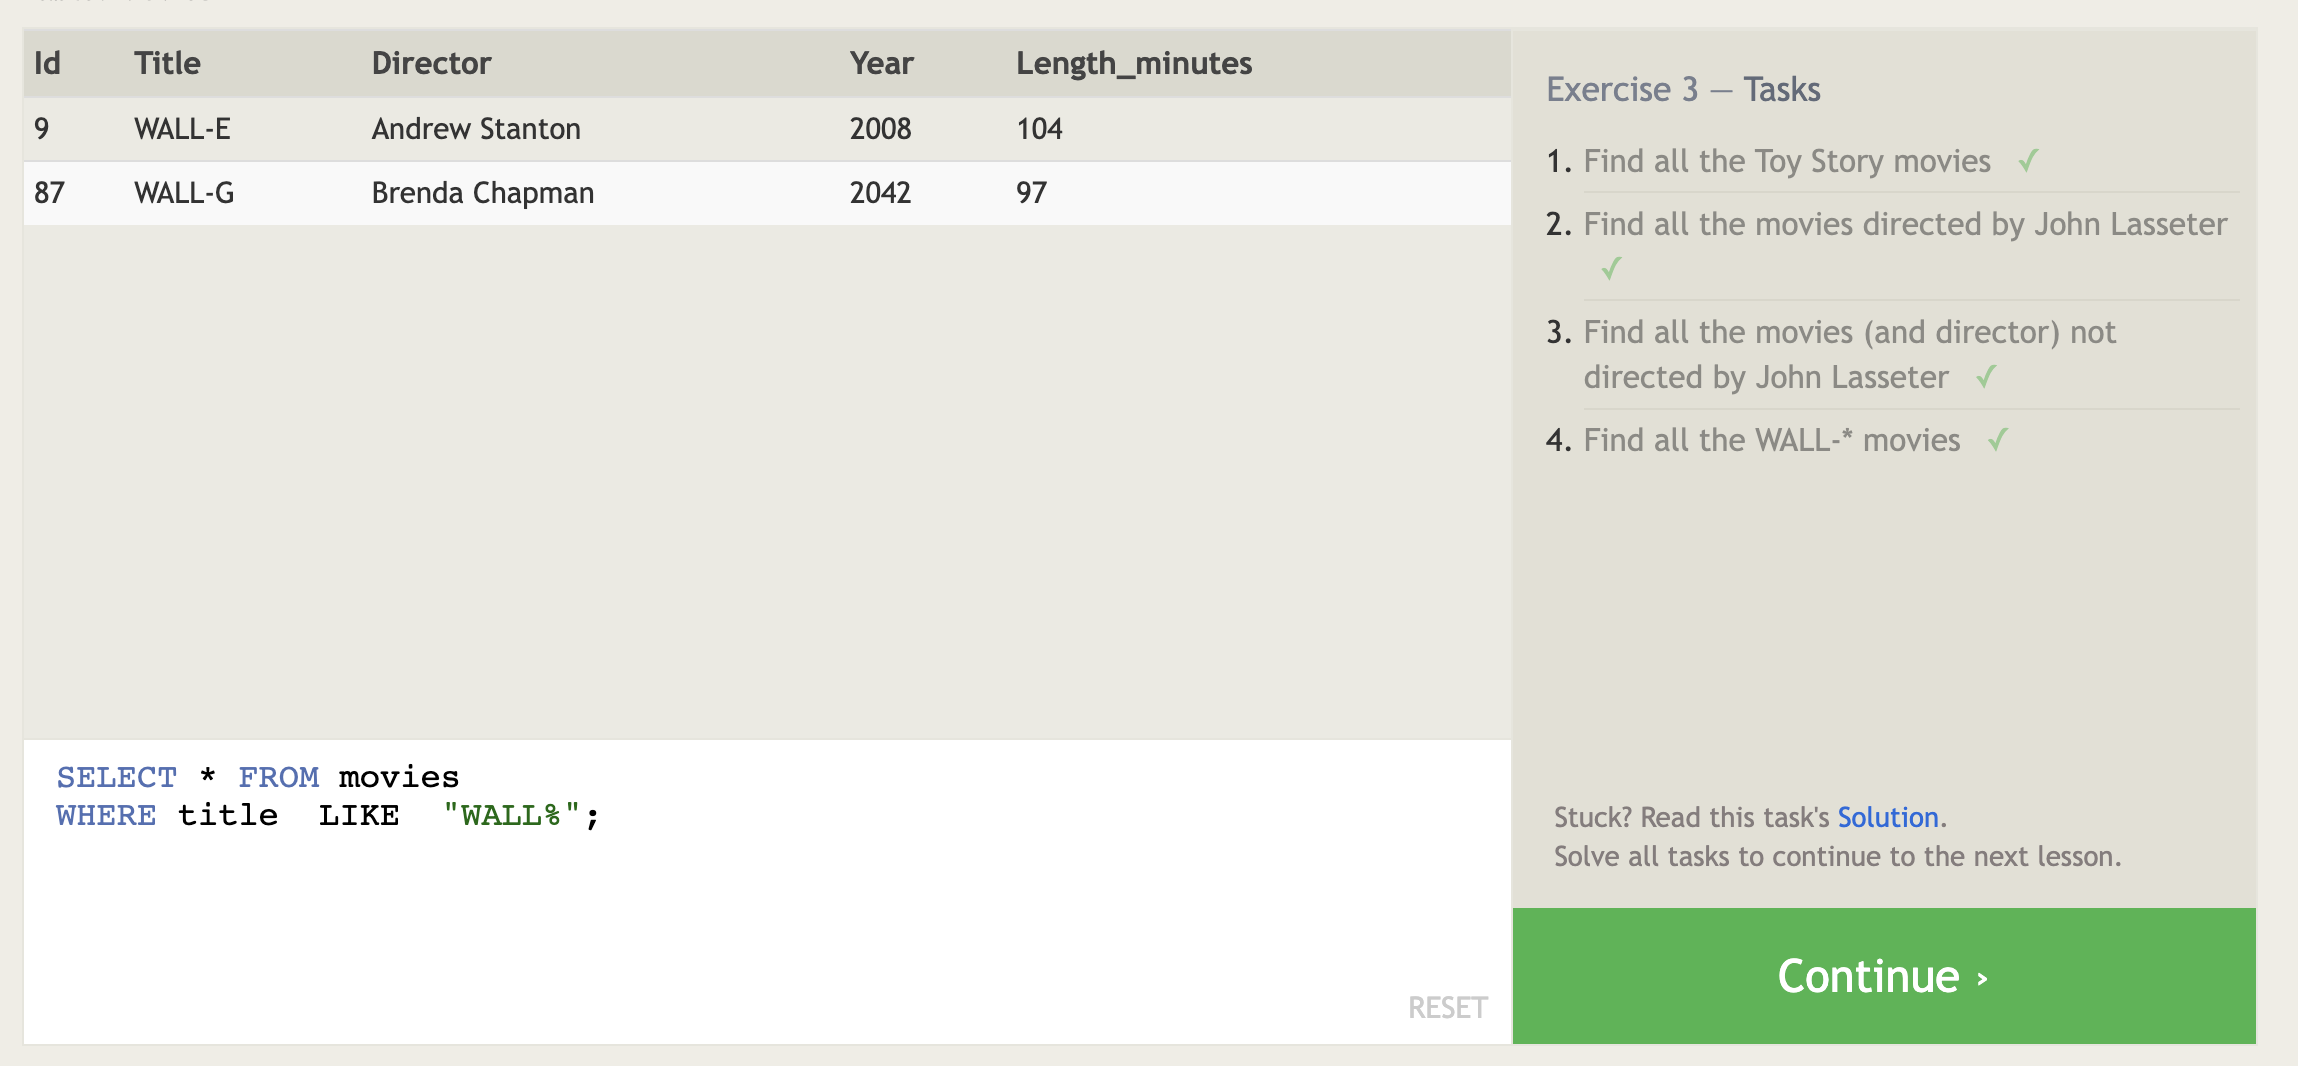 Id Title Director Year Length_minutes
9 WALL-E Andrew Stanton 2008 104
87 WALL-G Brenda Chapman 2042 97
SELECT * FROM movies
WHERE title  LIKE  "WALL%";
RESET
Exercise 3 — Tasks
1. Find all the Toy Story movies ✓
2. Find all the movies directed by John Lasseter
✓
3. Find all the movies (and director) not
directed by John Lasseter ✓
4. Find all the WALL-* movies ✓
Stuck? Read this task's Solution.
Solve all tasks to continue to the next lesson.
Continue ›